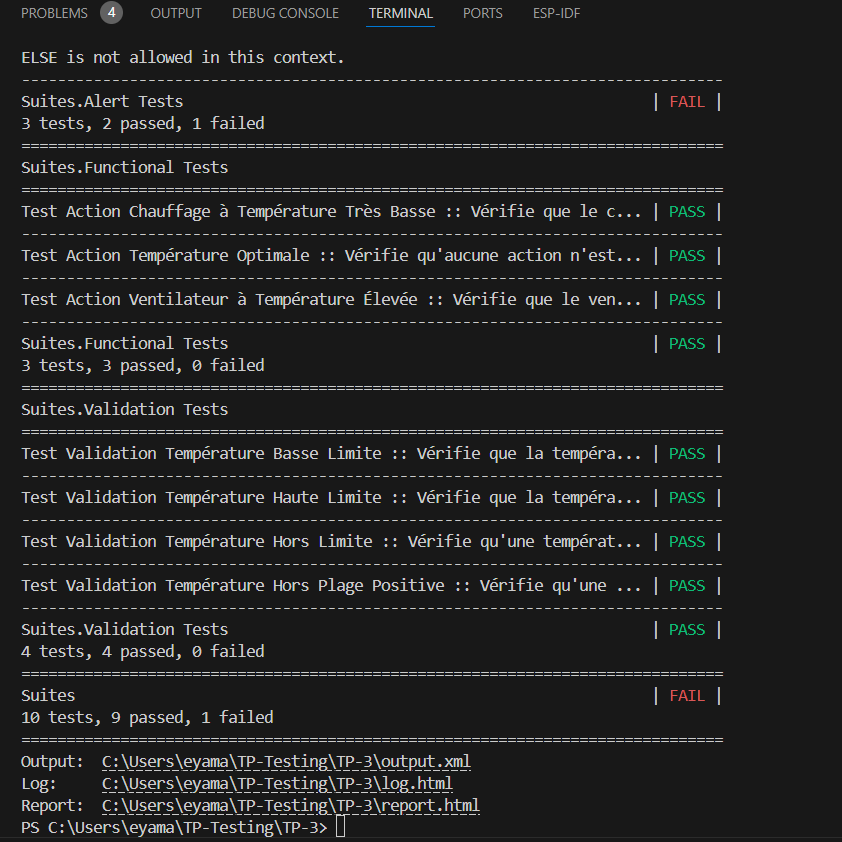 PROBLEMS 4 OUTPUT DEBUG CONSOLE TERMINAL PORTS ESP-IDF
ELSE is not allowed in this context.
------------------------------------------------------------------------------
Suites.Alert Tests | FAIL |
3 tests, 2 passed, 1 failed
==============================================================================
Suites.Functional Tests
==============================================================================
Test Action Chauffage à Température Très Basse :: Vérifie que le c... | PASS |
------------------------------------------------------------------------------
Test Action Température Optimale :: Vérifie qu'aucune action n'est... | PASS |
------------------------------------------------------------------------------
Test Action Ventilateur à Température Élevée :: Vérifie que le ven... | PASS |
------------------------------------------------------------------------------
Suites.Functional Tests | PASS |
3 tests, 3 passed, 0 failed
==============================================================================
Suites.Validation Tests
==============================================================================
Test Validation Température Basse Limite :: Vérifie que la tempéra... | PASS |
------------------------------------------------------------------------------
Test Validation Température Haute Limite :: Vérifie que la tempéra... | PASS |
------------------------------------------------------------------------------
Test Validation Température Hors Limite :: Vérifie qu'une températ... | PASS |
------------------------------------------------------------------------------
Test Validation Température Hors Plage Positive :: Vérifie qu'une ... | PASS |
------------------------------------------------------------------------------
Suites.Validation Tests | PASS |
4 tests, 4 passed, 0 failed
==============================================================================
Suites | FAIL |
10 tests, 9 passed, 1 failed
==============================================================================
Output: C:\Users\eyama\TP-Testing\TP-3\output.xml
Log: C:\Users\eyama\TP-Testing\TP-3\log.html
Report: C:\Users\eyama\TP-Testing\TP-3\report.html
PS C:\Users\eyama\TP-Testing\TP-3>